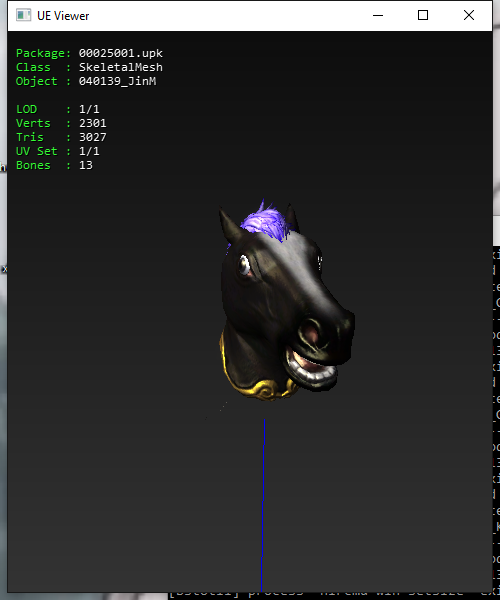 UE Viewer
Package: 00025001.upk
Class : SkeletalMesh
Object : 040139_JinM
LOD : 1/1
Verts : 2301
Tris : 3027
UV Set : 1/1
Bones : 13